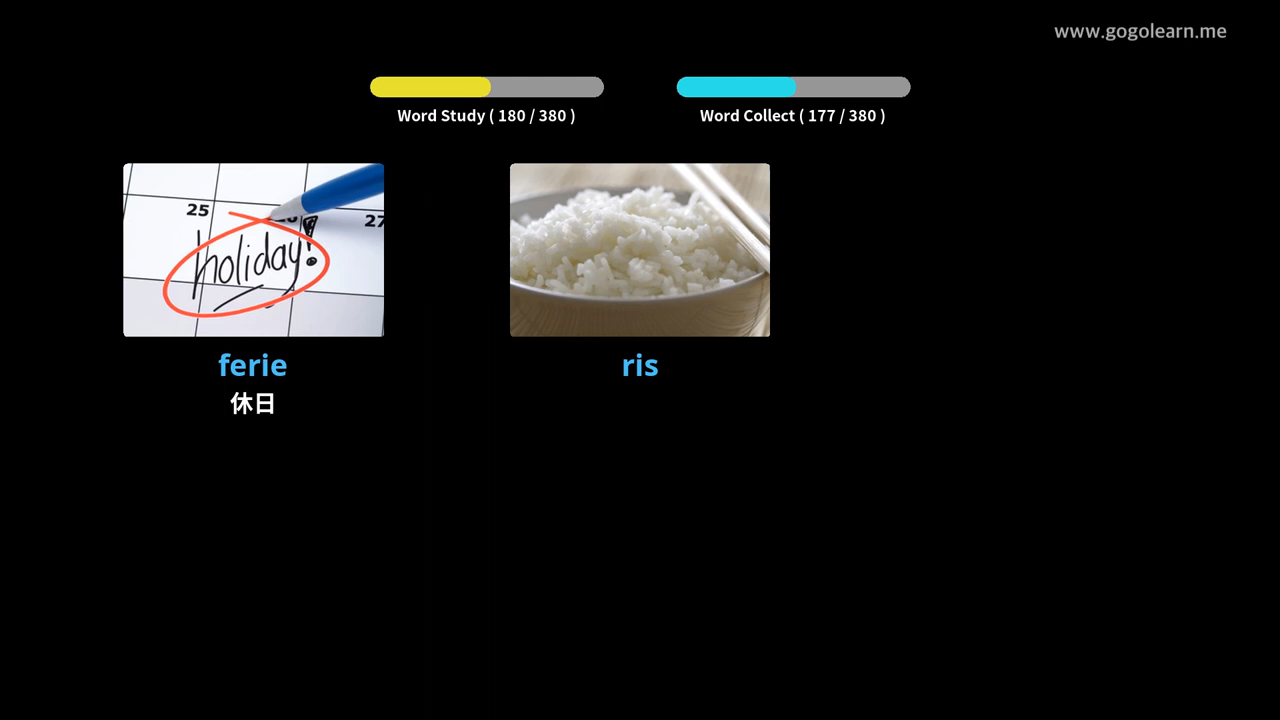 www.gogolearn.me
Word Study ( 180 / 380 )
Word Collect ( 177 / 380 )
25
27
holiday!
ferie
休日
ris